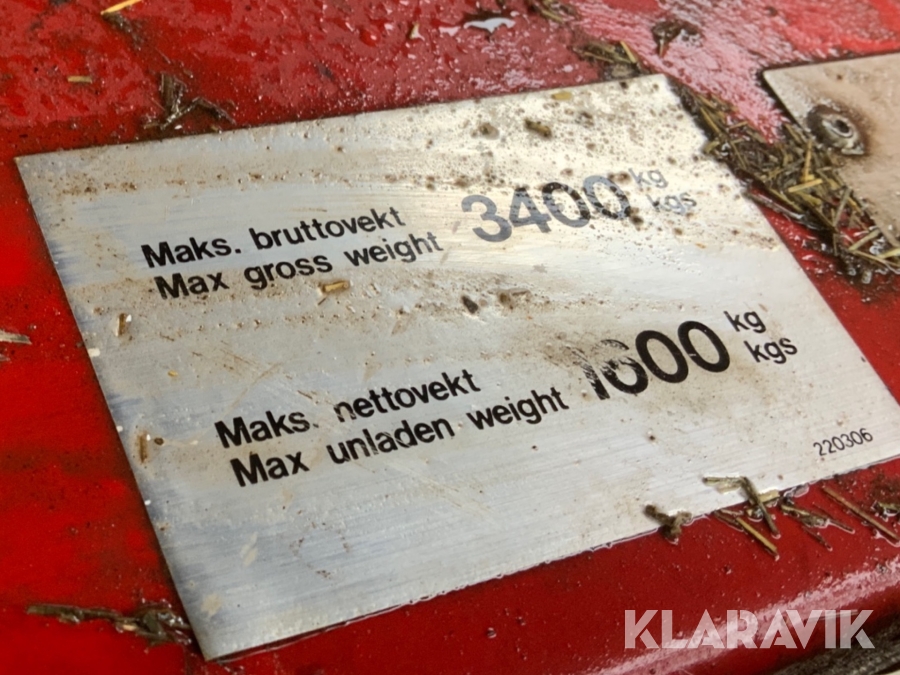 Maks. bruttovekt
Max gross weight 3400 kg
kgs
Maks. nettovekt
Max unladen weight 1600 kg
kgs
220306
KLARAVIK